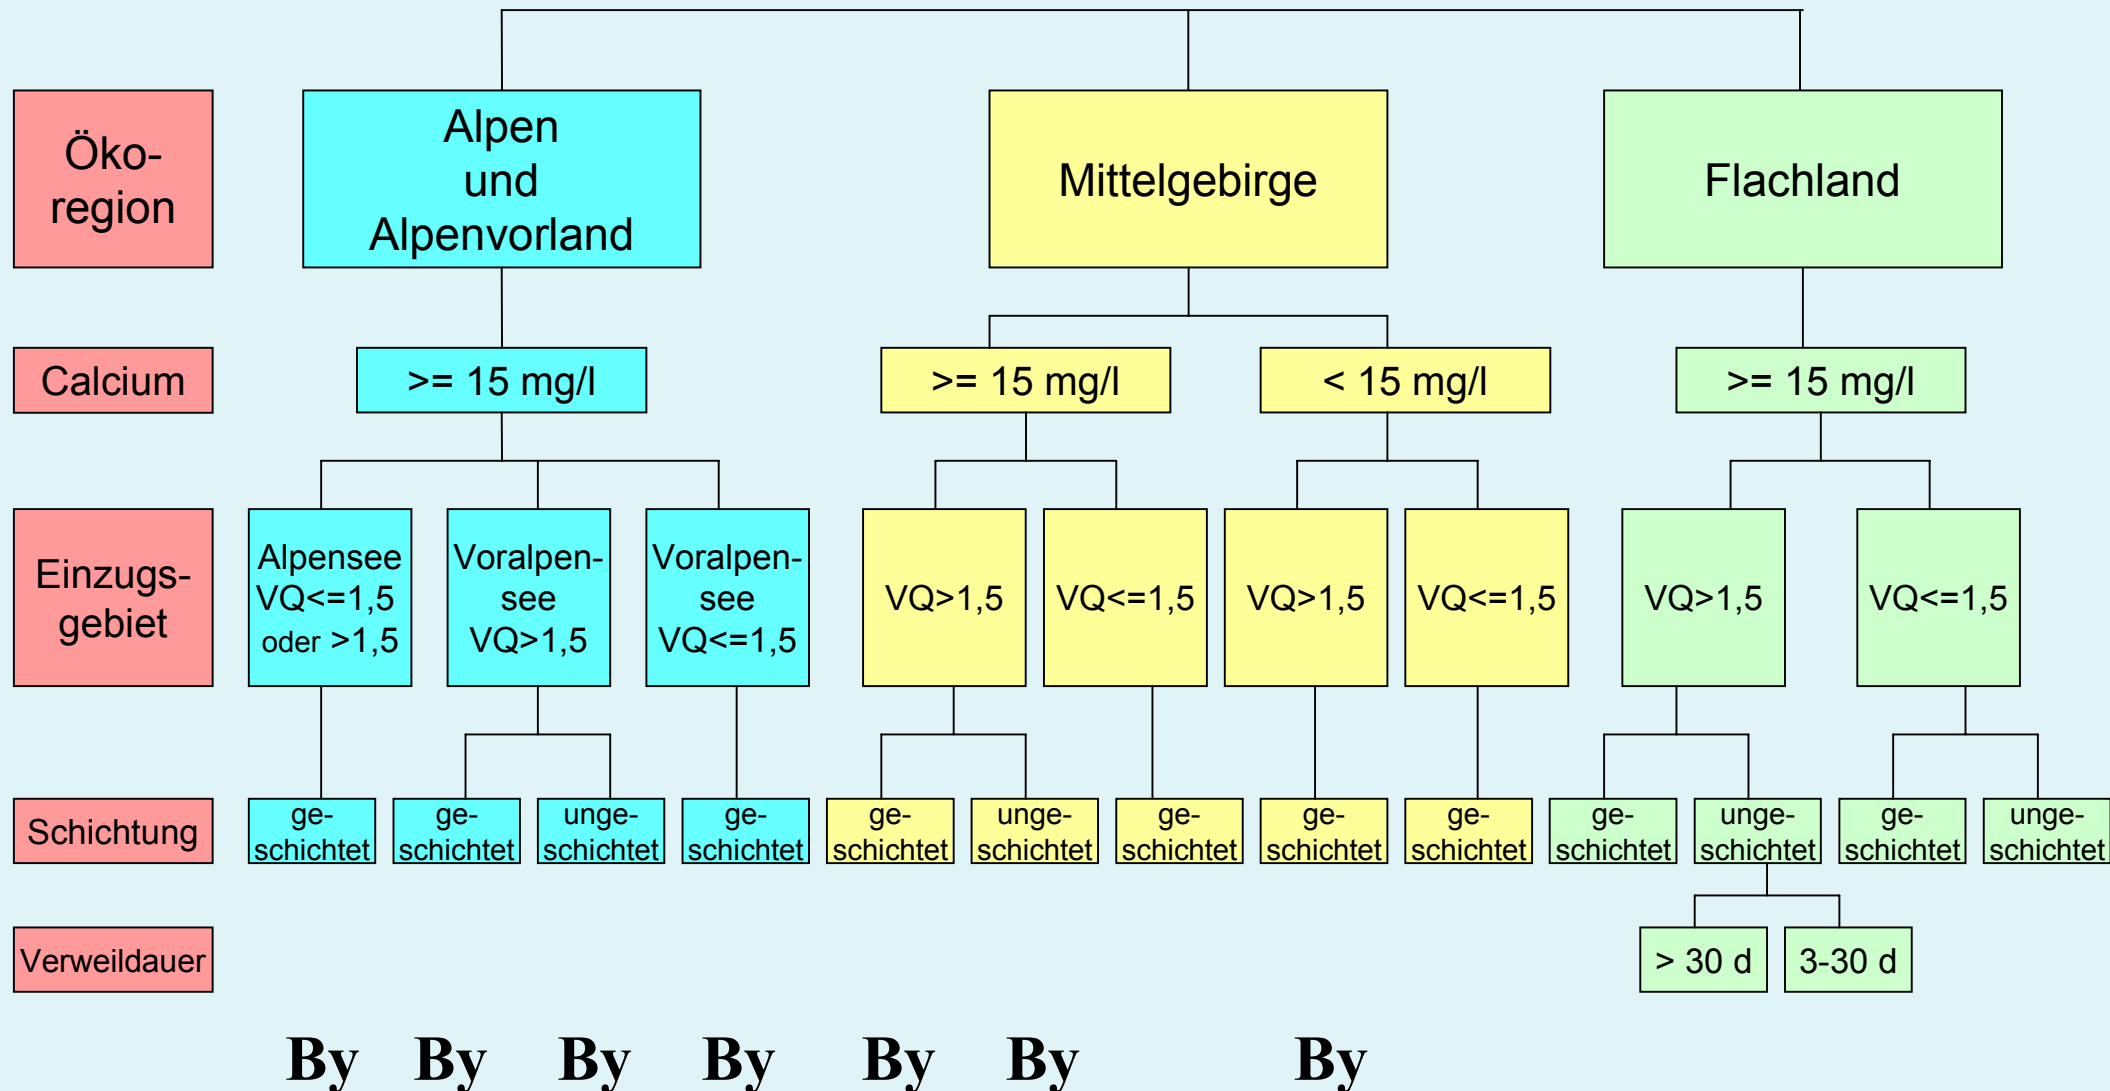 Öko-
region
Alpen
und
Alpenvorland
Mittelgebirge
Flachland
Calcium
>= 15 mg/l
>= 15 mg/l
< 15 mg/l
>= 15 mg/l
Einzugs-
gebiet
Alpensee
VQ<=1,5
oder >1,5
Voralpen-
see
VQ>1,5
Voralpen-
see
VQ<=1,5
VQ>1,5
VQ<=1,5
VQ>1,5
VQ<=1,5
VQ>1,5
VQ<=1,5
Schichtung
ge-
schichtet
ge-
schichtet
unge-
schichtet
ge-
schichtet
ge-
schichtet
unge-
schichtet
ge-
schichtet
ge-
schichtet
ge-
schichtet
ge-
schichtet
unge-
schichtet
ge-
schichtet
unge-
schichtet
Verweildauer
> 30 d
3-30 d
By By By By By By By